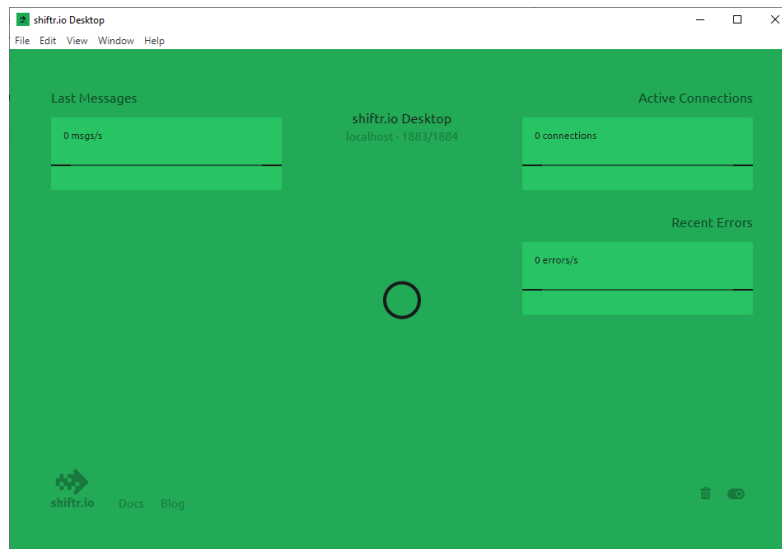 shiftr.io Desktop
File Edit View Window Help
Last Messages
0 msgs/s
shiftr.io Desktop
localhost · 1883/1884
Active Connections
0 connections
Recent Errors
0 errors/s
shiftr.io
Docs Blog